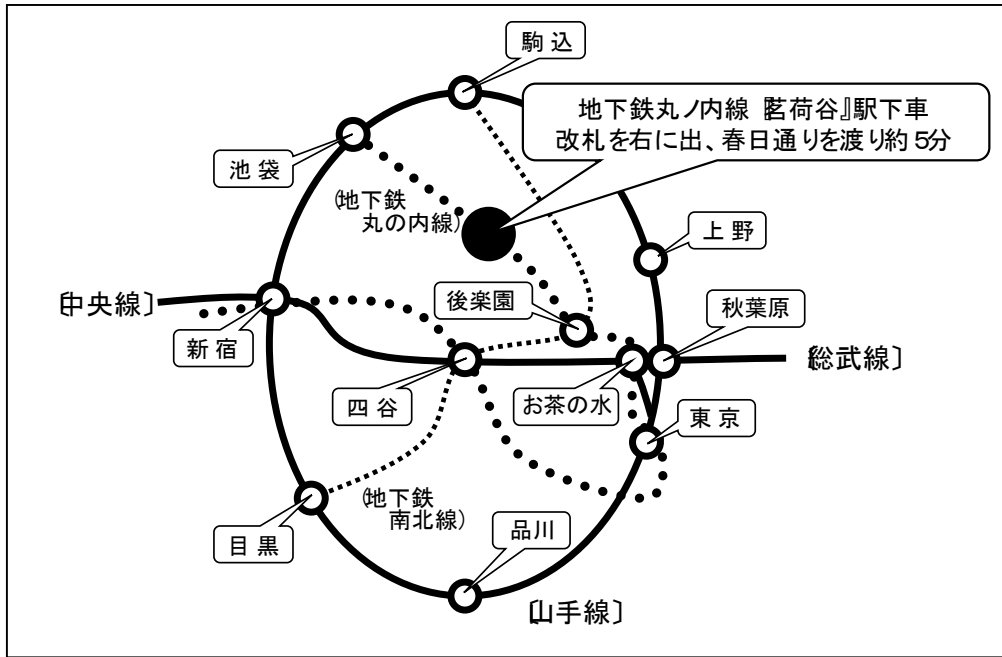 駒込
地下鉄丸ノ内線『茗荷谷』駅下車
改札を右に出、春日通りを渡り約5分
池袋
(地下鉄
丸の内線)
上野
〔中央線〕
後楽園
秋葉原
新宿
〔総武線〕
四谷
お茶の水
東京
(地下鉄
南北線)
目黒
品川
〔山手線〕